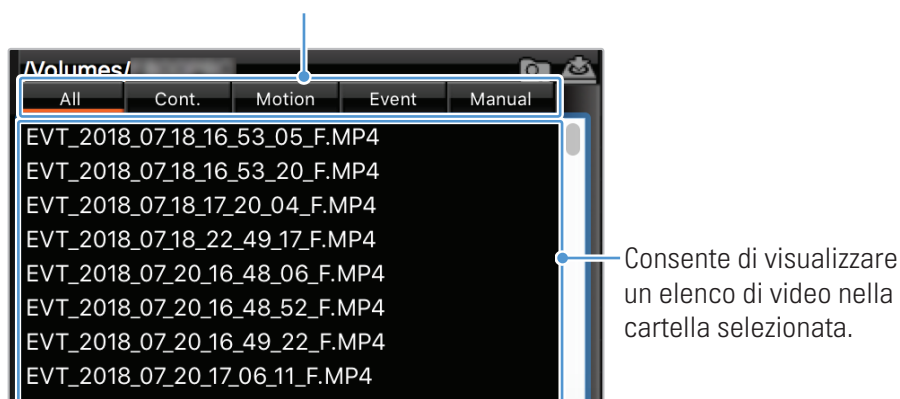 /Volumes/
All Cont. Motion Event Manual
EVT_2018_07_18_16_53_05_F.MP4
EVT_2018_07_18_16_53_20_F.MP4
EVT_2018_07_18_17_20_04_F.MP4
EVT_2018_07_18_22_49_17_F.MP4
EVT_2018_07_20_16_48_06_F.MP4
EVT_2018_07_20_16_48_52_F.MP4
EVT_2018_07_20_16_49_22_F.MP4
EVT_2018_07_20_17_06_11_F.MP4
Consente di visualizzare
un elenco di video nella
cartella selezionata.